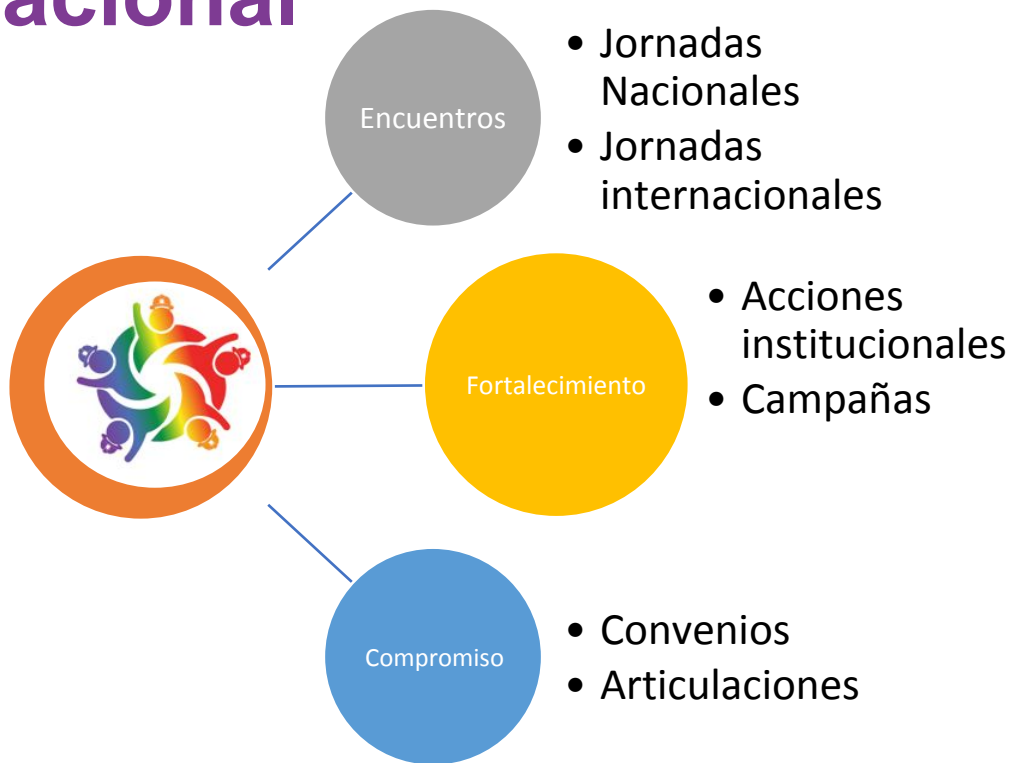 acional
Encuentros
• Jornadas
Nacionales
• Jornadas
internacionales
Fortalecimiento
• Acciones
institucionales
• Campañas
Compromiso
• Convenios
• Articulaciones